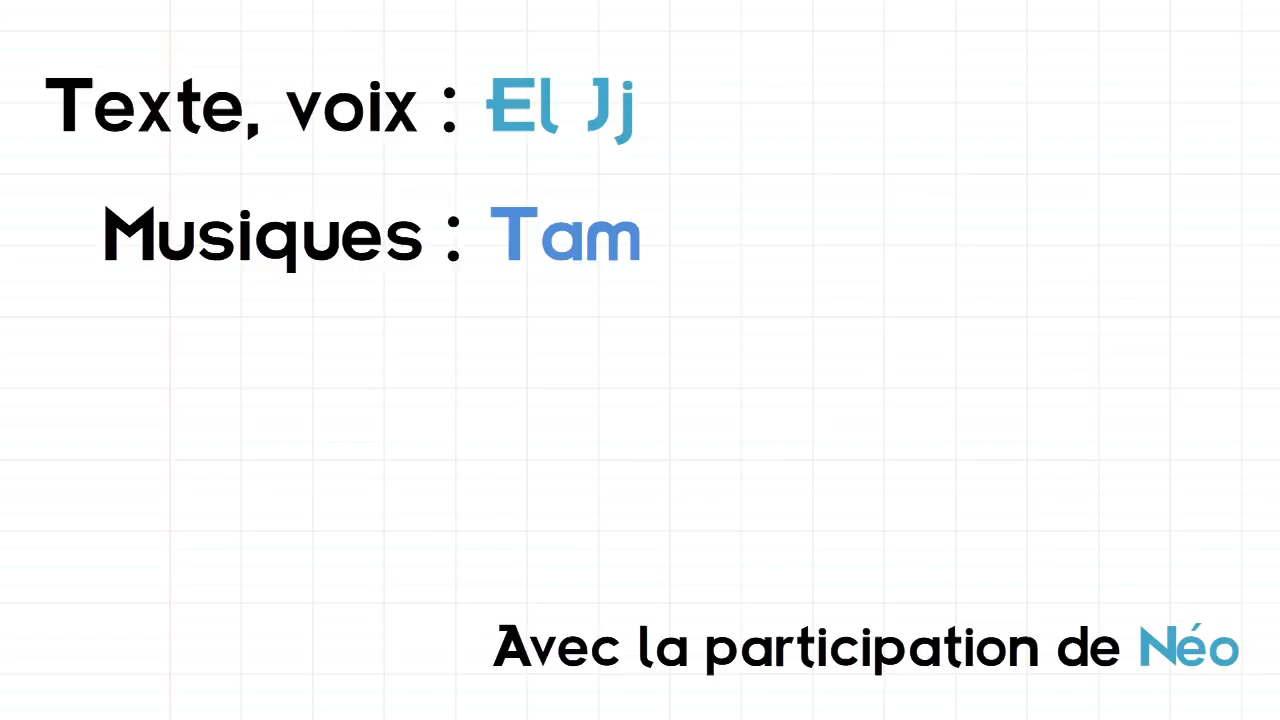 Texte, voix : El Jj
Musiques : Tam
Avec la participation de Néo